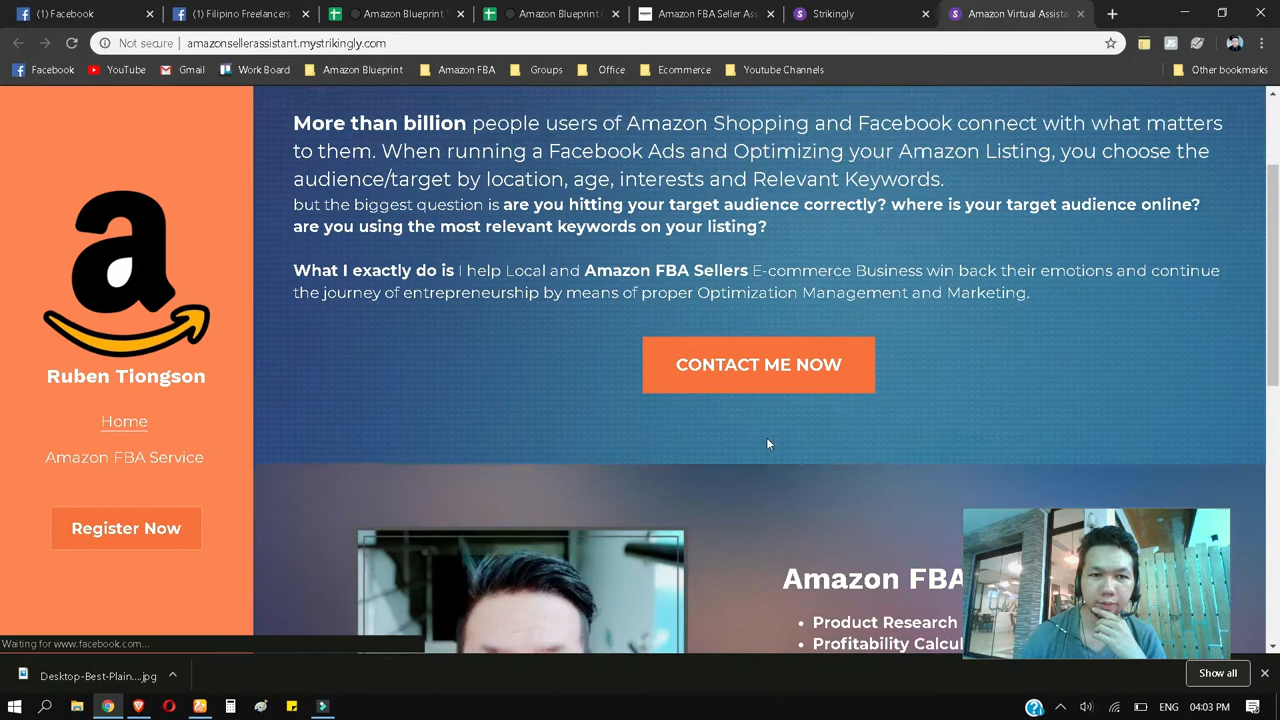 (1) Facebook
(1) Filipino Freelancers
Amazon Blueprint
Amazon Blueprint
Amazon FBA Seller Ass
Strikingly
Amazon Virtual Assista
Not secure
amazonsellerassistant.mystrikingly.com
Facebook
YouTube
Gmail
Work Board
Amazon Blueprint
Amazon FBA
Groups
Office
Ecommerce
Youtube Channels
Other bookmarks
a
Ruben Tiongson
Home
Amazon FBA Service
Register Now
More than billion people users of Amazon Shopping and Facebook connect with what matters
to them. When running a Facebook Ads and Optimizing your Amazon Listing, you choose the
audience/target by location, age, interests and Relevant Keywords.
but the biggest question is are you hitting your target audience correctly? where is your target audience online?
are you using the most relevant keywords on your listing?
What I exactly do is I help Local and Amazon FBA Sellers E-commerce Business win back their emotions and continue
the journey of entrepreneurship by means of proper Optimization Management and Marketing.
CONTACT ME NOW
Amazon FBA
• Product Research
• Profitability Calcul
Waiting for www.facebook.com...
Desktop-Best-Plain....jpg
Show all
ENG
04:03 PM